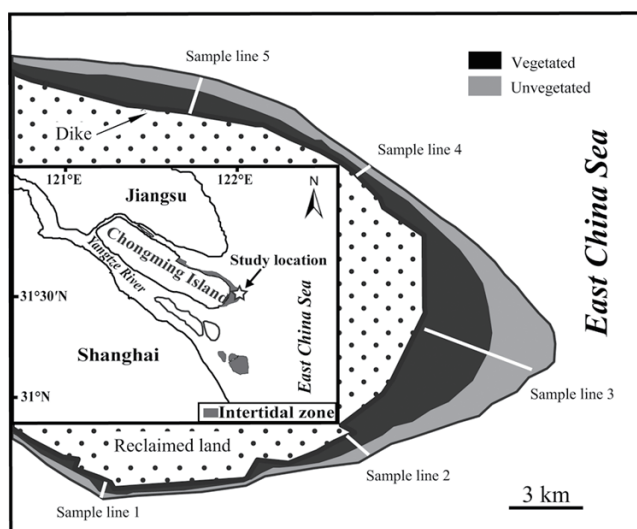 Sample line 5
Vegetated
Unvegetated
Dike
Sample line 4
121°E
122°E
N
Jiangsu
Chongming Island
Yangtze River
Study location
31°30′N
East China Sea
Shanghai
East China Sea
31°N
Intertidal zone
Sample line 3
Reclaimed land
Sample line 2
Sample line 1
3 km